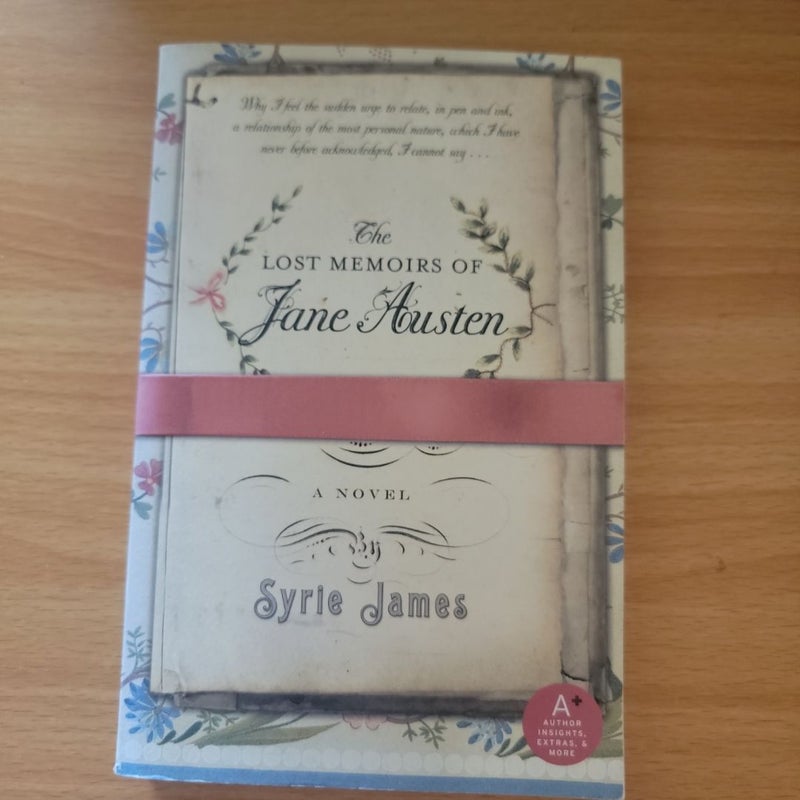 Why I feel the sudden urge to relate, in pen and ink,
a relationship of the most personal nature, which I have
never before acknowledged, I cannot say . . .
The
LOST MEMOIRS OF
Jane Austen
A NOVEL
by
Syrie James
A+
AUTHOR
INSIGHTS,
EXTRAS, &
MORE